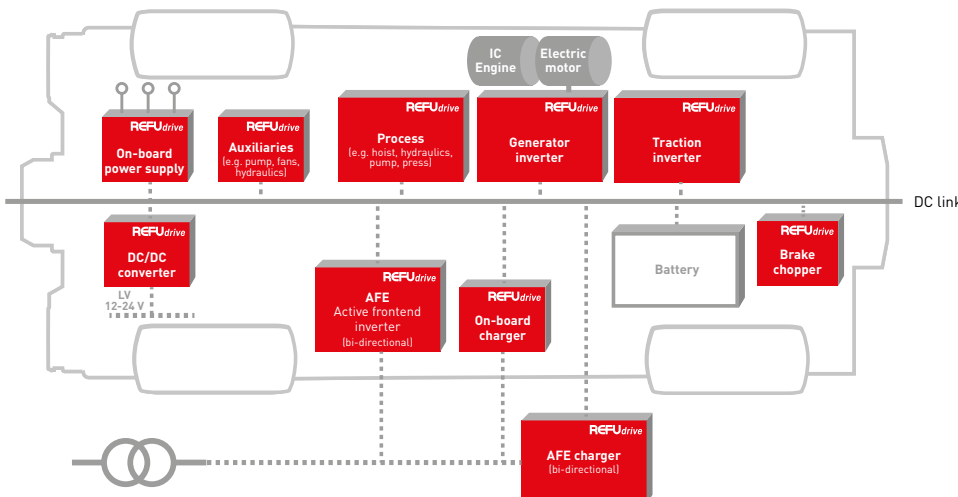 IC
Engine
Electric
motor
REFUdrive
On-board
power supply
REFUdrive
Auxiliaries
(e.g. pump, fans,
hydraulics)
REFUdrive
Process
(e.g. hoist, hydraulics,
pump, press)
REFUdrive
Generator
inverter
REFUdrive
Traction
inverter
DC link
REFUdrive
DC/DC
converter
LV
12-24 V
REFUdrive
AFE
Active frontend
inverter
(bi-directional)
REFUdrive
On-board
charger
Battery
REFUdrive
Brake
chopper
REFUdrive
AFE charger
(bi-directional)